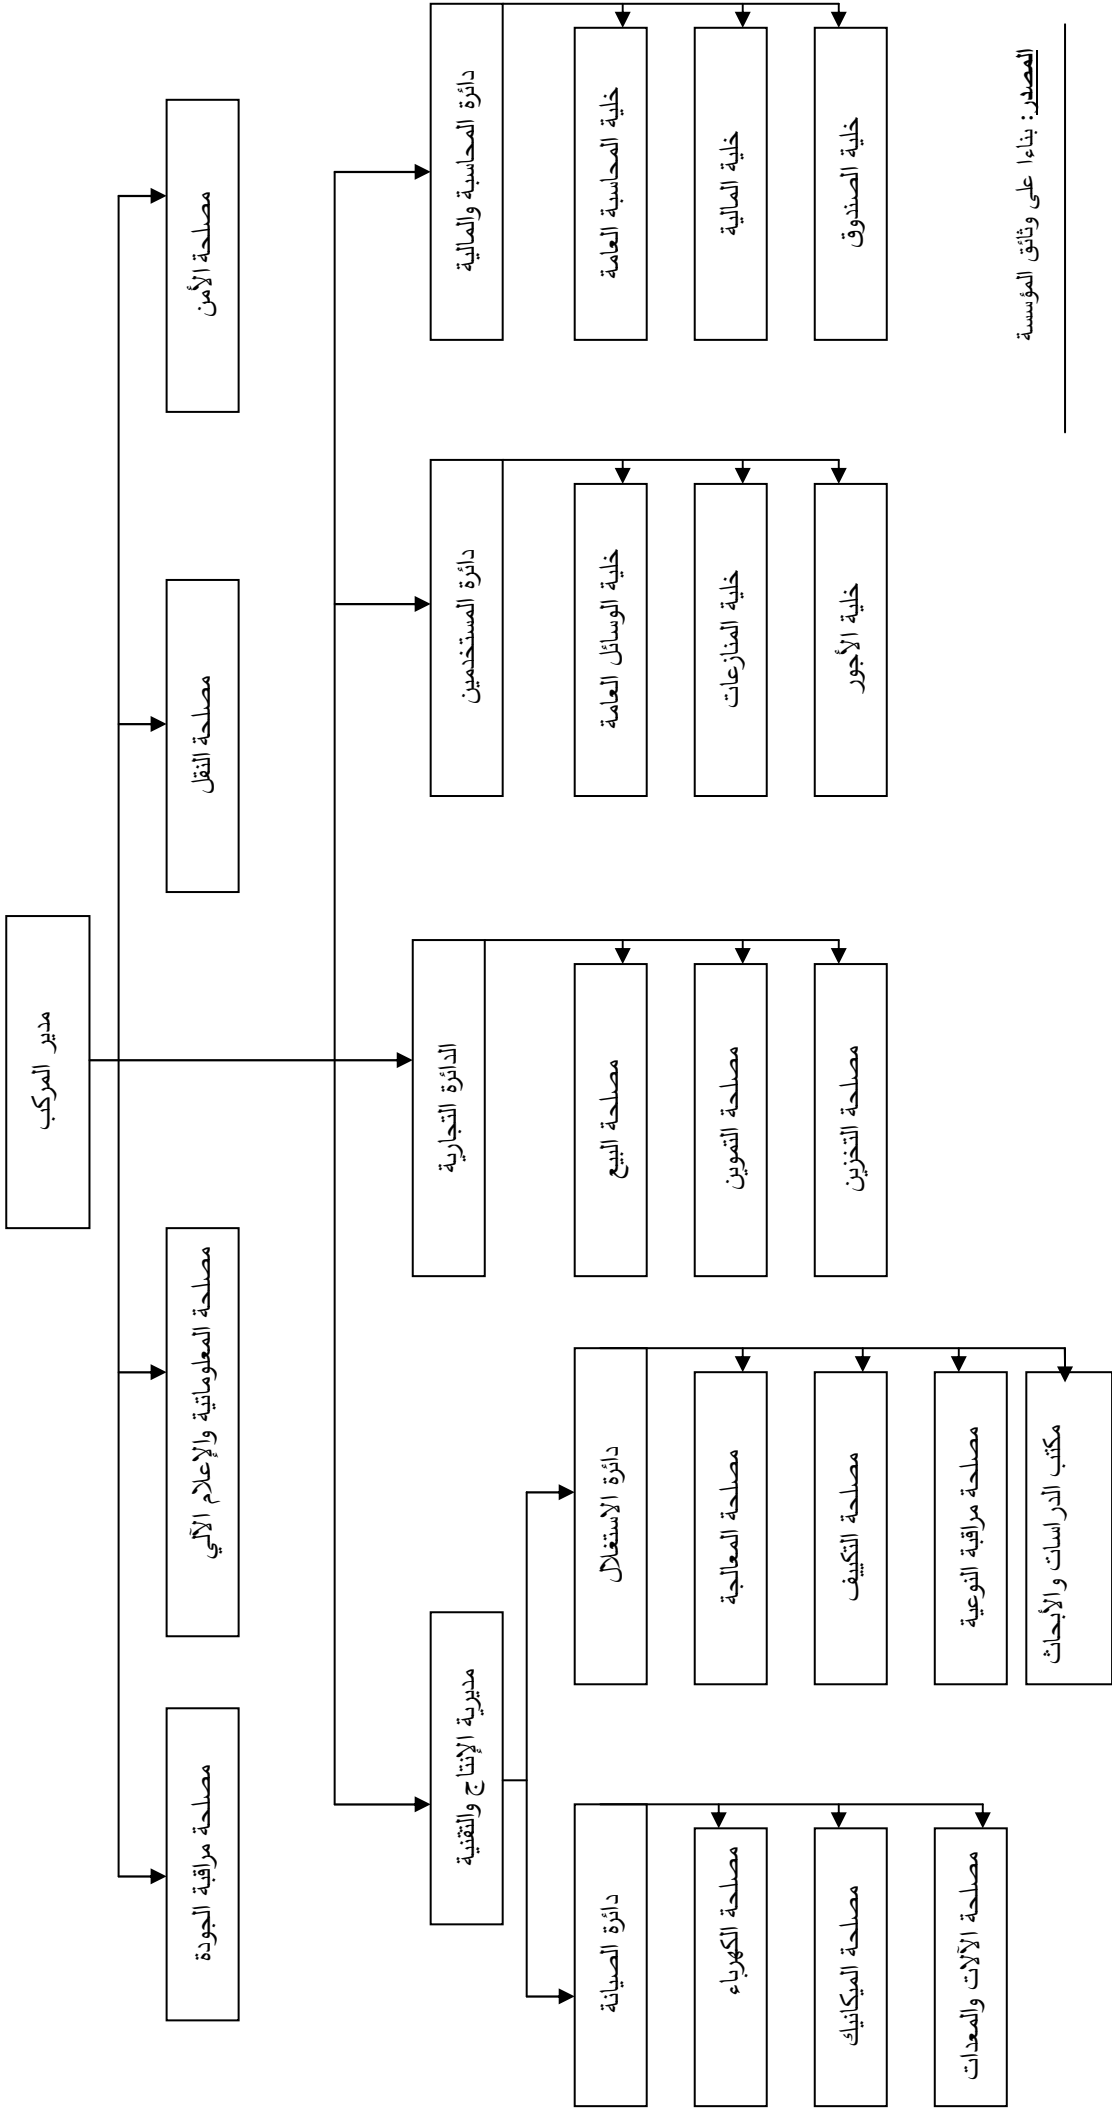 مدير المركب
مصلحة الأمن
مصلحة النقل
مصلحة المعلوماتية والإعلام الآلي
مصلحة مراقبة الجودة
دائرة المحاسبة والمالية
دائرة المستخدمين
الدائرة التجارية
مديرية الإنتاج والتقنية
خلية المحاسبة العامة
خلية المالية
خلية الصندوق
خلية الوسائل العامة
خلية المنازعات
خلية الأجور
مصلحة البيع
مصلحة التموين
مصلحة التخزين
دائرة الاستغلال
مصلحة المعالجة
مصلحة التكييف
مصلحة مراقبة النوعية
مكتب الدراسات والأبحاث
دائرة الصيانة
مصلحة الكهرباء
مصلحة الميكانيك
مصلحة الآلات والمعدات
المصدر: بناءا على وثائق المؤسسة